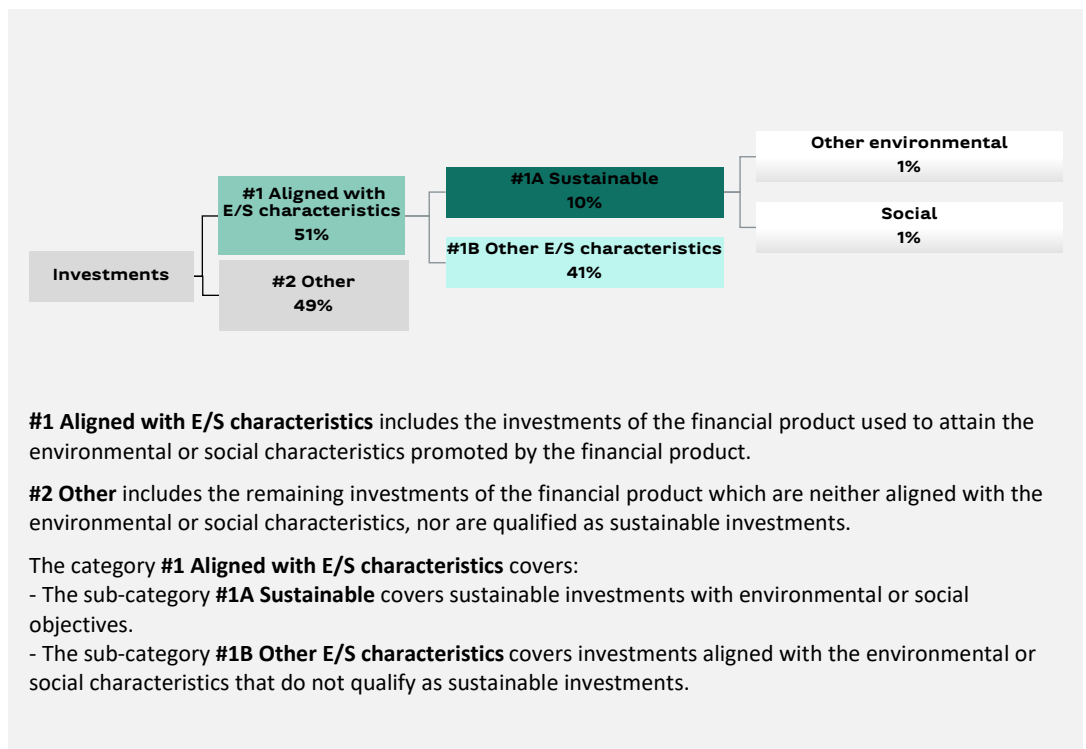 Investments
#1 Aligned with
E/S characteristics
51%
#2 Other
49%
#1A Sustainable
10%
#1B Other E/S characteristics
41%
Other environmental
1%
Social
1%
#1 Aligned with E/S characteristics includes the investments of the financial product used to attain the
environmental or social characteristics promoted by the financial product.
#2 Other includes the remaining investments of the financial product which are neither aligned with the
environmental or social characteristics, nor are qualified as sustainable investments.
The category #1 Aligned with E/S characteristics covers:
- The sub-category #1A Sustainable covers sustainable investments with environmental or social
objectives.
- The sub-category #1B Other E/S characteristics covers investments aligned with the environmental or
social characteristics that do not qualify as sustainable investments.